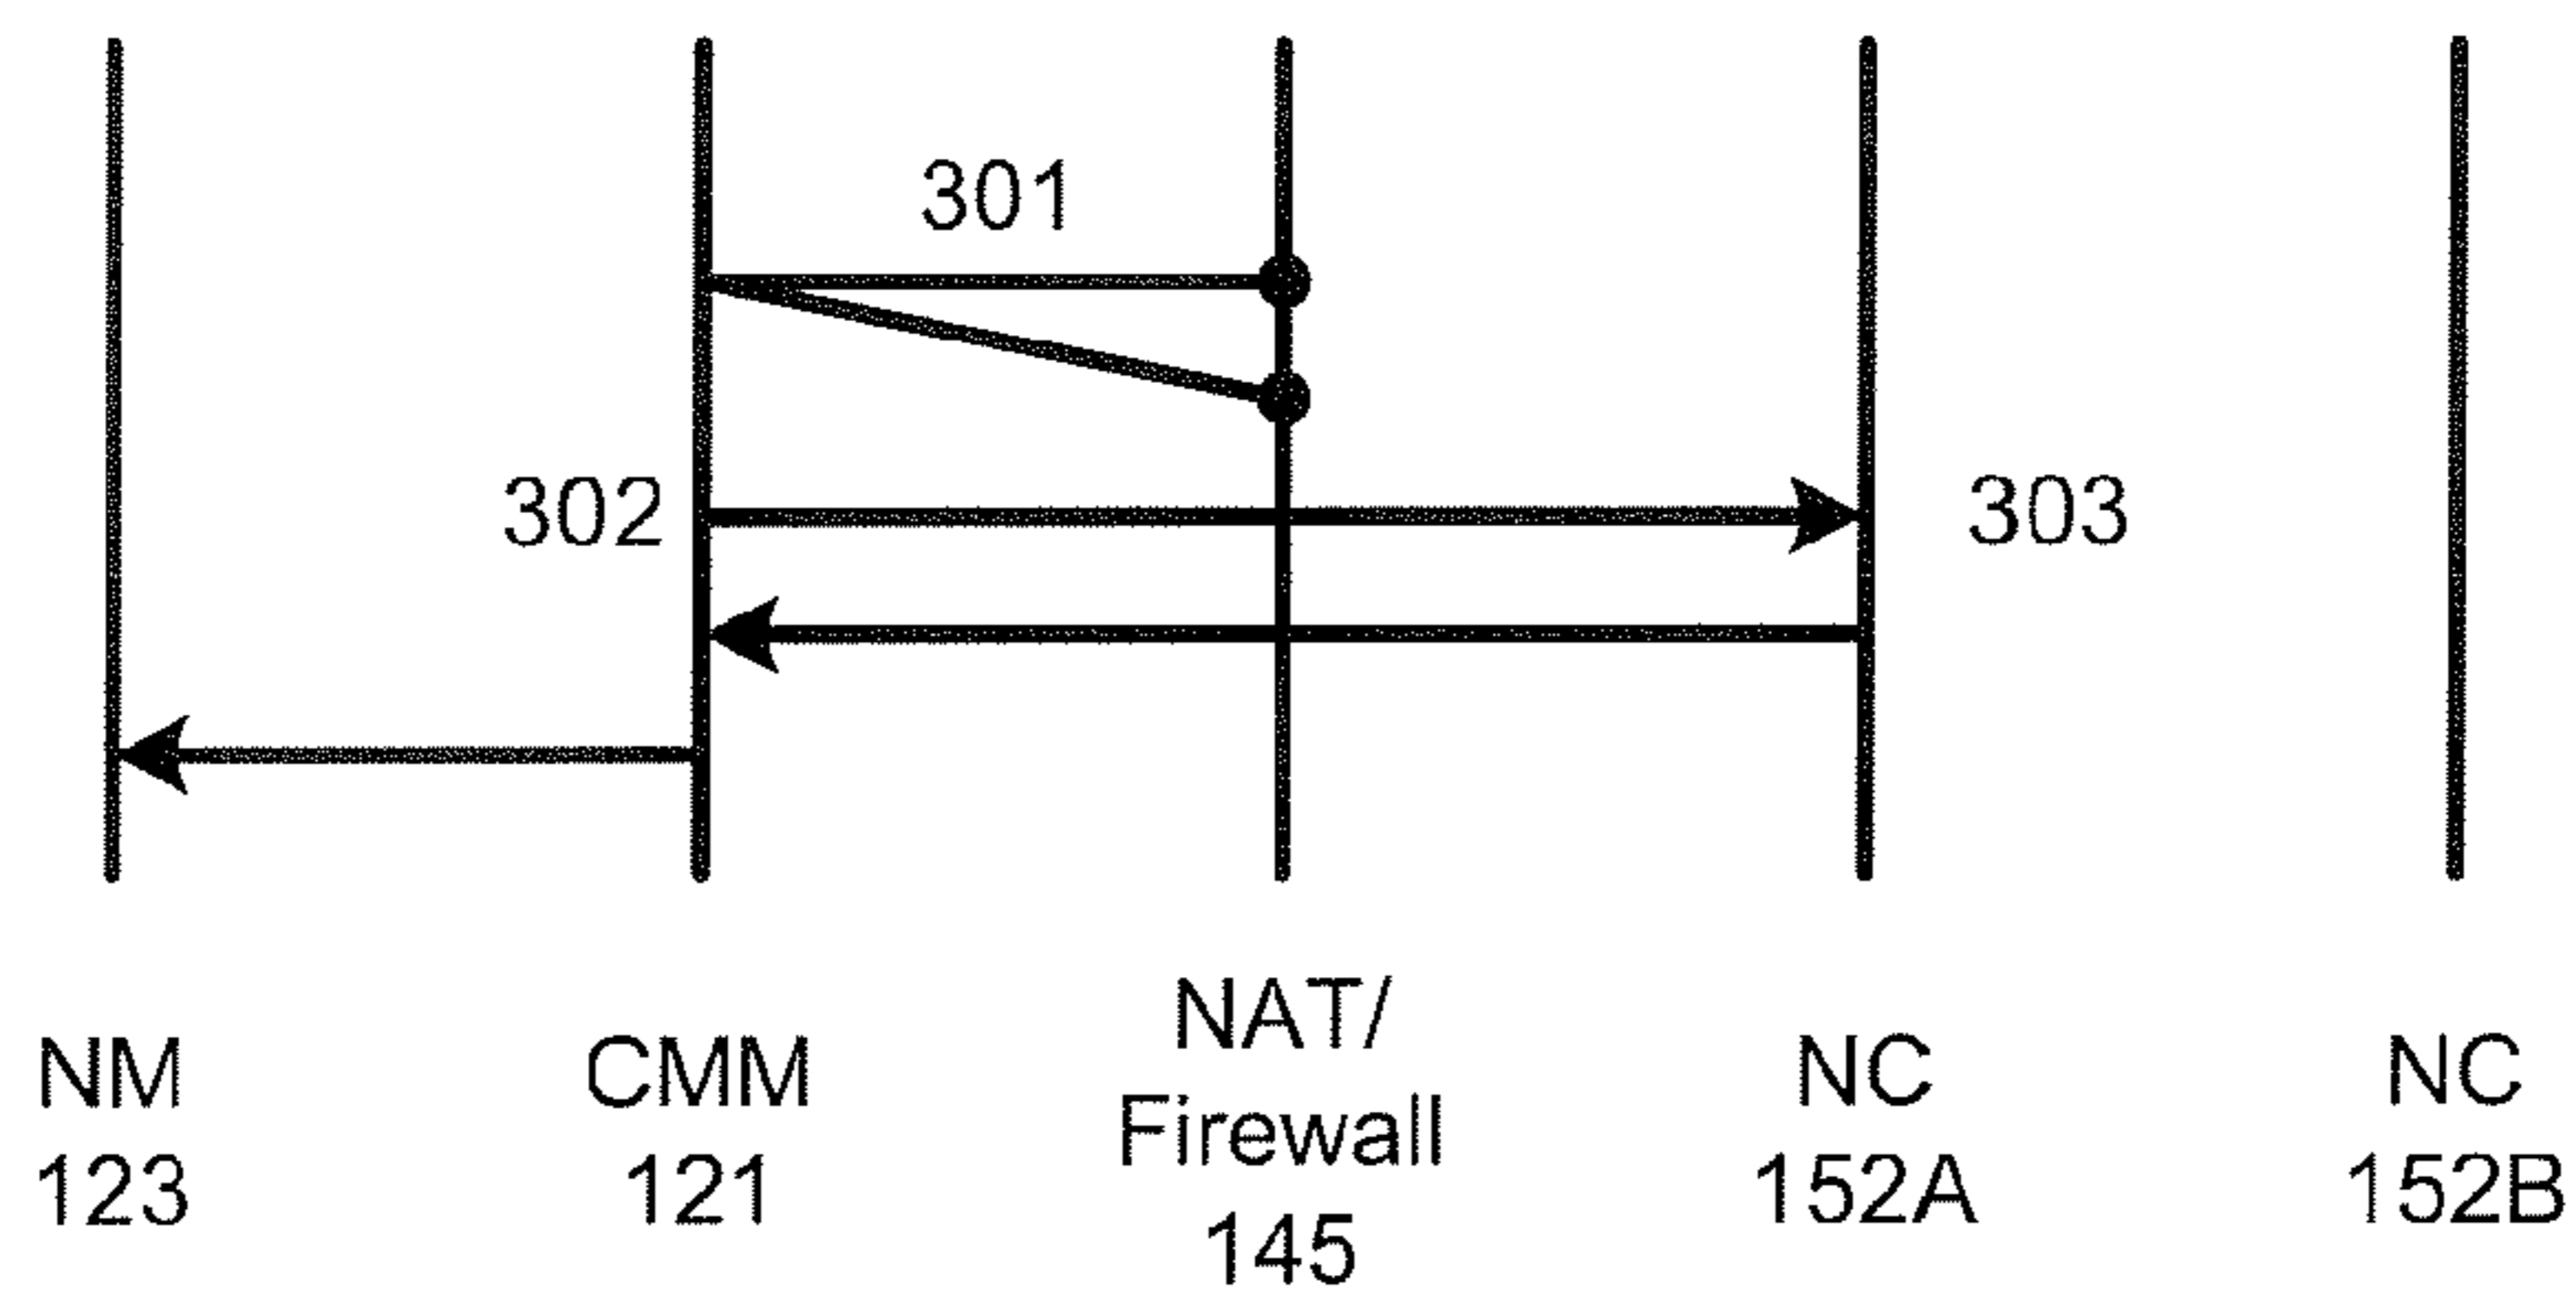 301
302
303
NM
123
CMM
121
NAT/
Firewall
145
NC
152A
NC
152B